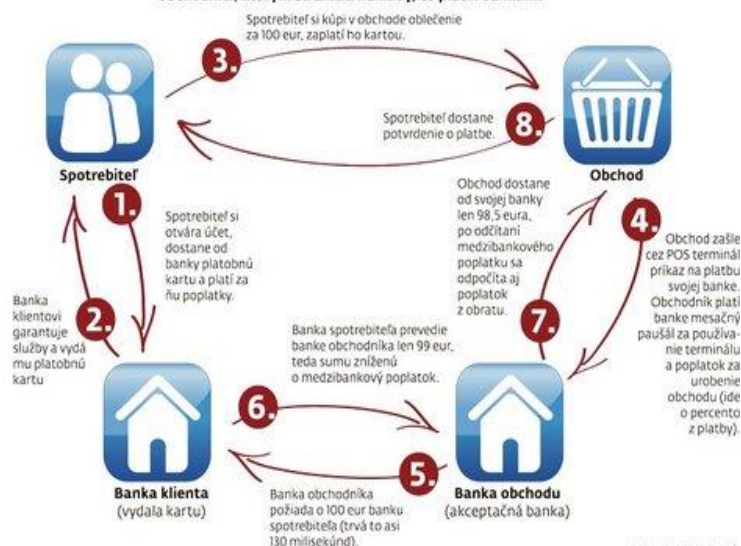 Spotrebiteľ si kúpi v obchode oblečenie
za 100 eur, zaplatí ho kartou.
3.
Spotrebiteľ dostane
potvrdenie o platbe.
8.
Spotrebiteľ
Obchod
1.
Spotrebiteľ si
otvára účet,
dostane od
banky platobnú
kartu a platí za
ňu poplatky.
Banka
klientovi
garantuje
služby a vydá
mu platobnú
kartu
2.
Obchod dostane
od svojej banky
len 98,5 eura,
po odčítaní
medzibankového
poplatku sa
odpočíta aj
poplatok
z obratu.
7.
4.
Obchod zašle
cez POS terminál
príkaz na platbu
svojej banke.
Obchodník platí
banke mesačný
paušál za používa-
nie terminálu
a poplatok za
urobenie
obchodu (ide
o percento
z platby).
Banka spotrebiteľa prevedie
banke obchodníka len 99 eur,
teda sumu zníženú
o medzibankový poplatok.
6.
5.
Banka klienta
(vydala kartu)
Banka obchodníka
požiada o 100 eur banku
spotrebiteľa (trvá to asi
130 milisekúnd).
Banka obchodu
(akceptačná banka)